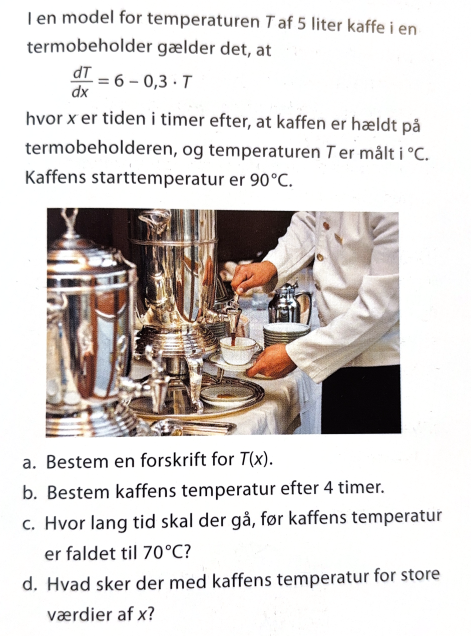 I en model for temperaturen T af 5 liter kaffe i en
termobeholder gælder det, at
dT/dx = 6 – 0,3 · T
hvor x er tiden i timer efter, at kaffen er hældt på
termobeholderen, og temperaturen T er målt i °C.
Kaffens starttemperatur er 90°C.
a. Bestem en forskrift for T(x).
b. Bestem kaffens temperatur efter 4 timer.
c. Hvor lang tid skal der gå, før kaffens temperatur
er faldet til 70°C?
d. Hvad sker der med kaffens temperatur for store
værdier af x?